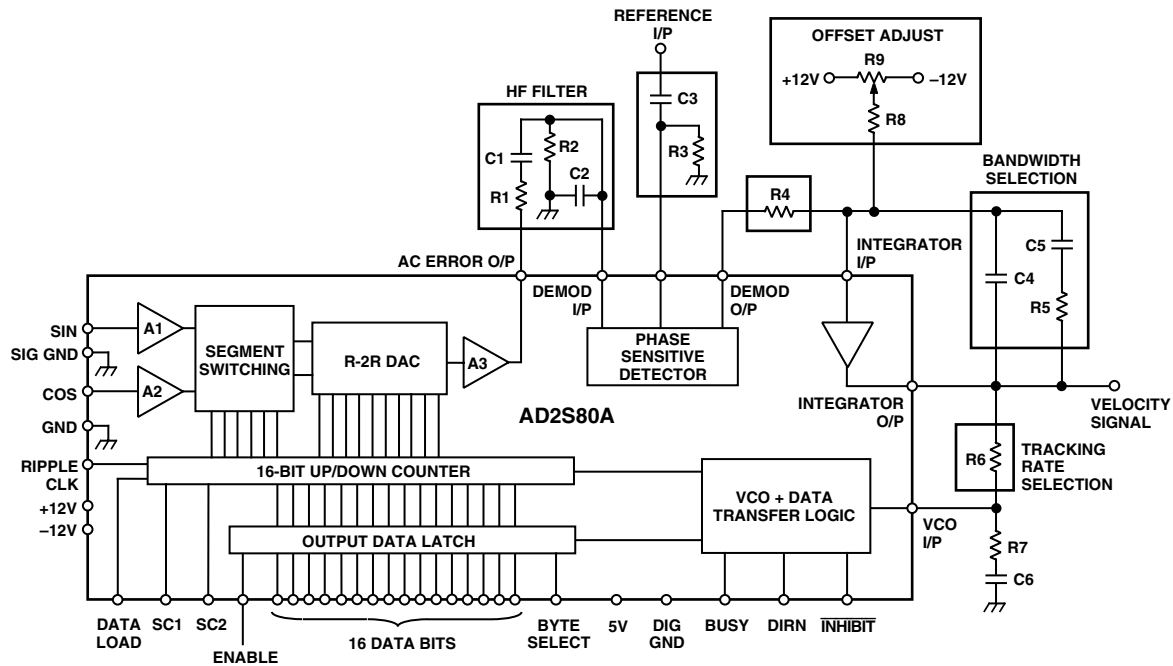 REFERENCE
I/P
OFFSET ADJUST
R9
+12V
–12V
R8
HF FILTER
C3
R3
R2
C1
C2
R1
R4
BANDWIDTH
SELECTION
C5
C4
R5
AC ERROR O/P
DEMOD
I/P
DEMOD
O/P
INTEGRATOR
I/P
SIN
SIG GND
COS
GND
RIPPLE
CLK
+12V
–12V
A1
A2
SEGMENT
SWITCHING
R-2R DAC
A3
PHASE
SENSITIVE
DETECTOR
AD2S80A
INTEGRATOR
O/P
VELOCITY
SIGNAL
R6
TRACKING
RATE
SELECTION
16-BIT UP/DOWN COUNTER
VCO + DATA
TRANSFER LOGIC
VCO
I/P
OUTPUT DATA LATCH
R7
C6
DATA
LOAD
SC1
SC2
ENABLE
16 DATA BITS
BYTE
SELECT
5V
DIG
GND
BUSY
DIRN
INHIBIT